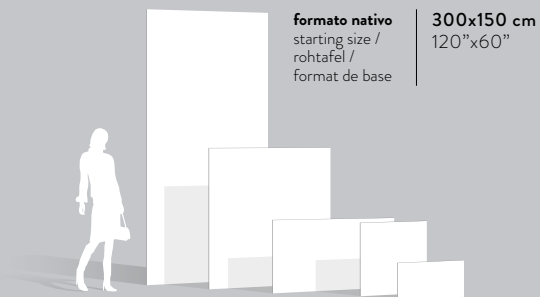 formato nativo
starting size /
rohtafel /
format de base
300x150 cm
120”x60”